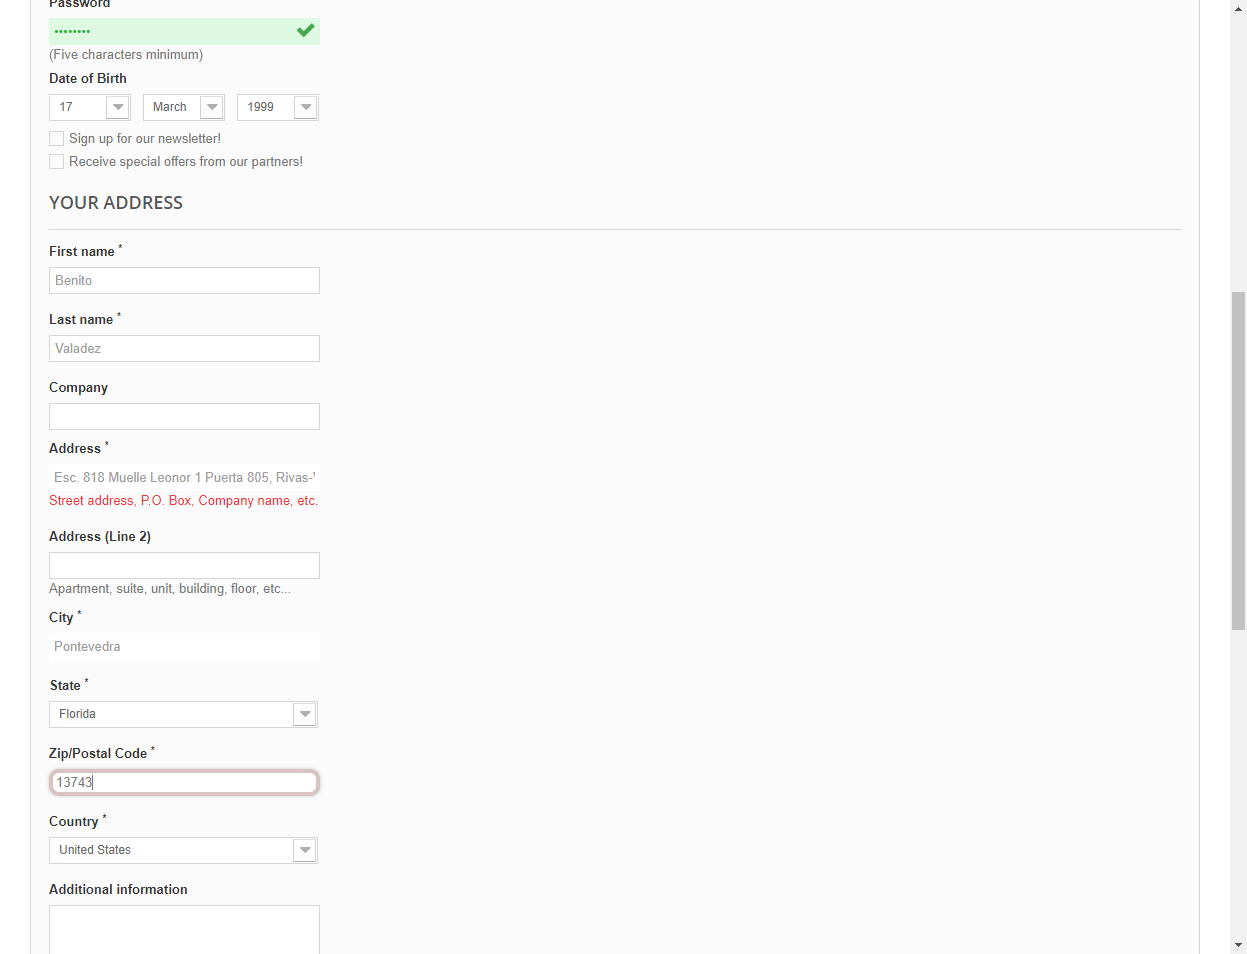 Password
••••••••
(Five characters minimum)
Date of Birth
17 March 1999
Sign up for our newsletter!
Receive special offers from our partners!
YOUR ADDRESS
First name *
Benito
Last name *
Valadez
Company
Address *
Esc. 818 Muelle Leonor 1 Puerta 805, Rivas-
Street address, P.O. Box, Company name, etc.
Address (Line 2)
Apartment, suite, unit, building, floor, etc...
City *
Pontevedra
State *
Florida
Zip/Postal Code *
13743
Country *
United States
Additional information